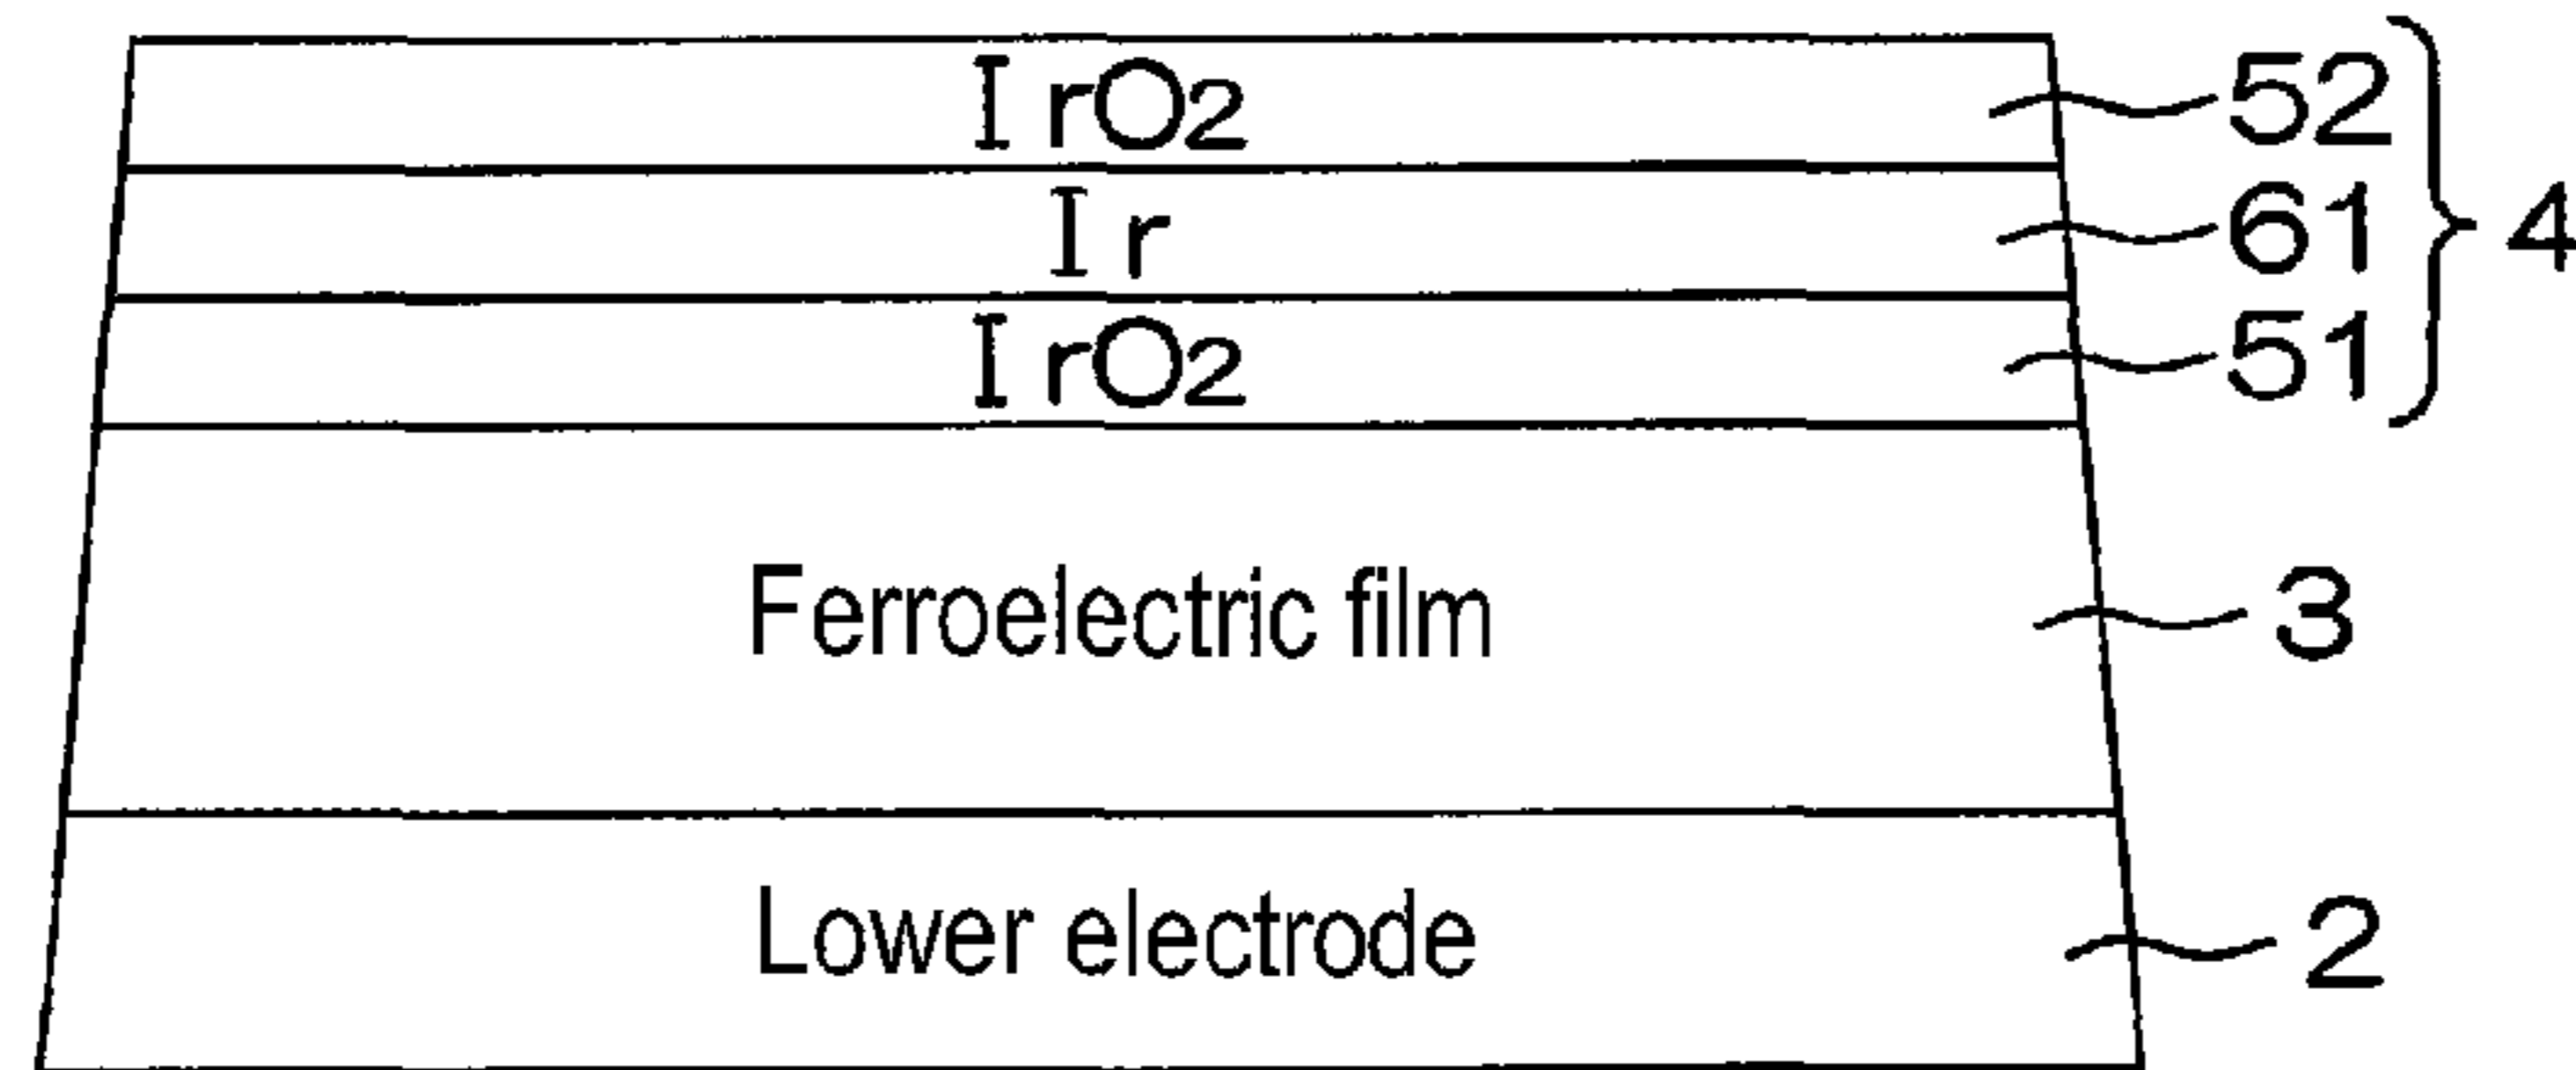 IrO2 52
Ir 61 4
IrO2 51
Ferroelectric film 3
Lower electrode 2